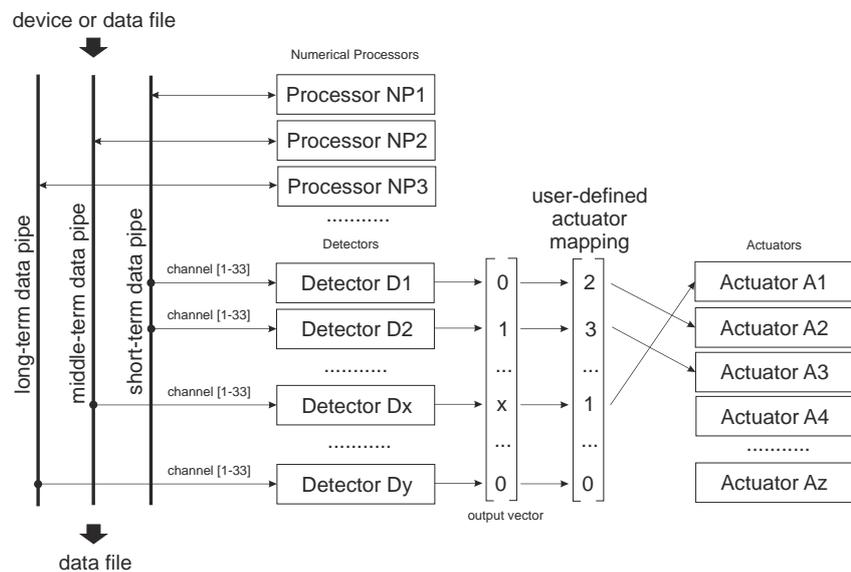 device or data file
Numerical Processors
Processor NP1
Processor NP2
Processor NP3
...........
user-defined
actuator
mapping
long-term data pipe
middle-term data pipe
short-term data pipe
Detectors
Actuators
channel [1-33]
Detector D1
0
2
Actuator A1
channel [1-33]
Detector D2
1
3
Actuator A2
...........
...
...
Actuator A3
channel [1-33]
Detector Dx
x
1
Actuator A4
...........
...
...
...........
channel [1-33]
Detector Dy
0
0
Actuator Az
output vector
data file